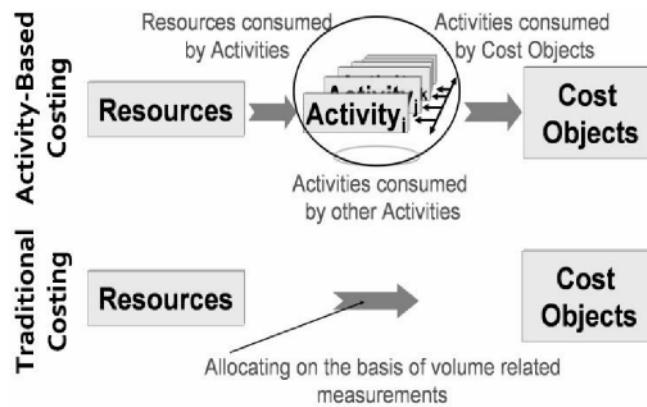 Activity-Based
Costing
Resources consumed
by Activities
Activities consumed
by Cost Objects
Resources
Activity k
j
Activity i
Cost
Objects
Activities consumed
by other Activities
Traditional
Costing
Resources
Cost
Objects
Allocating on the basis of volume related
measurements